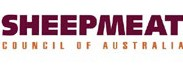 SHEEPMEAT
COUNCIL OF AUSTRALIA